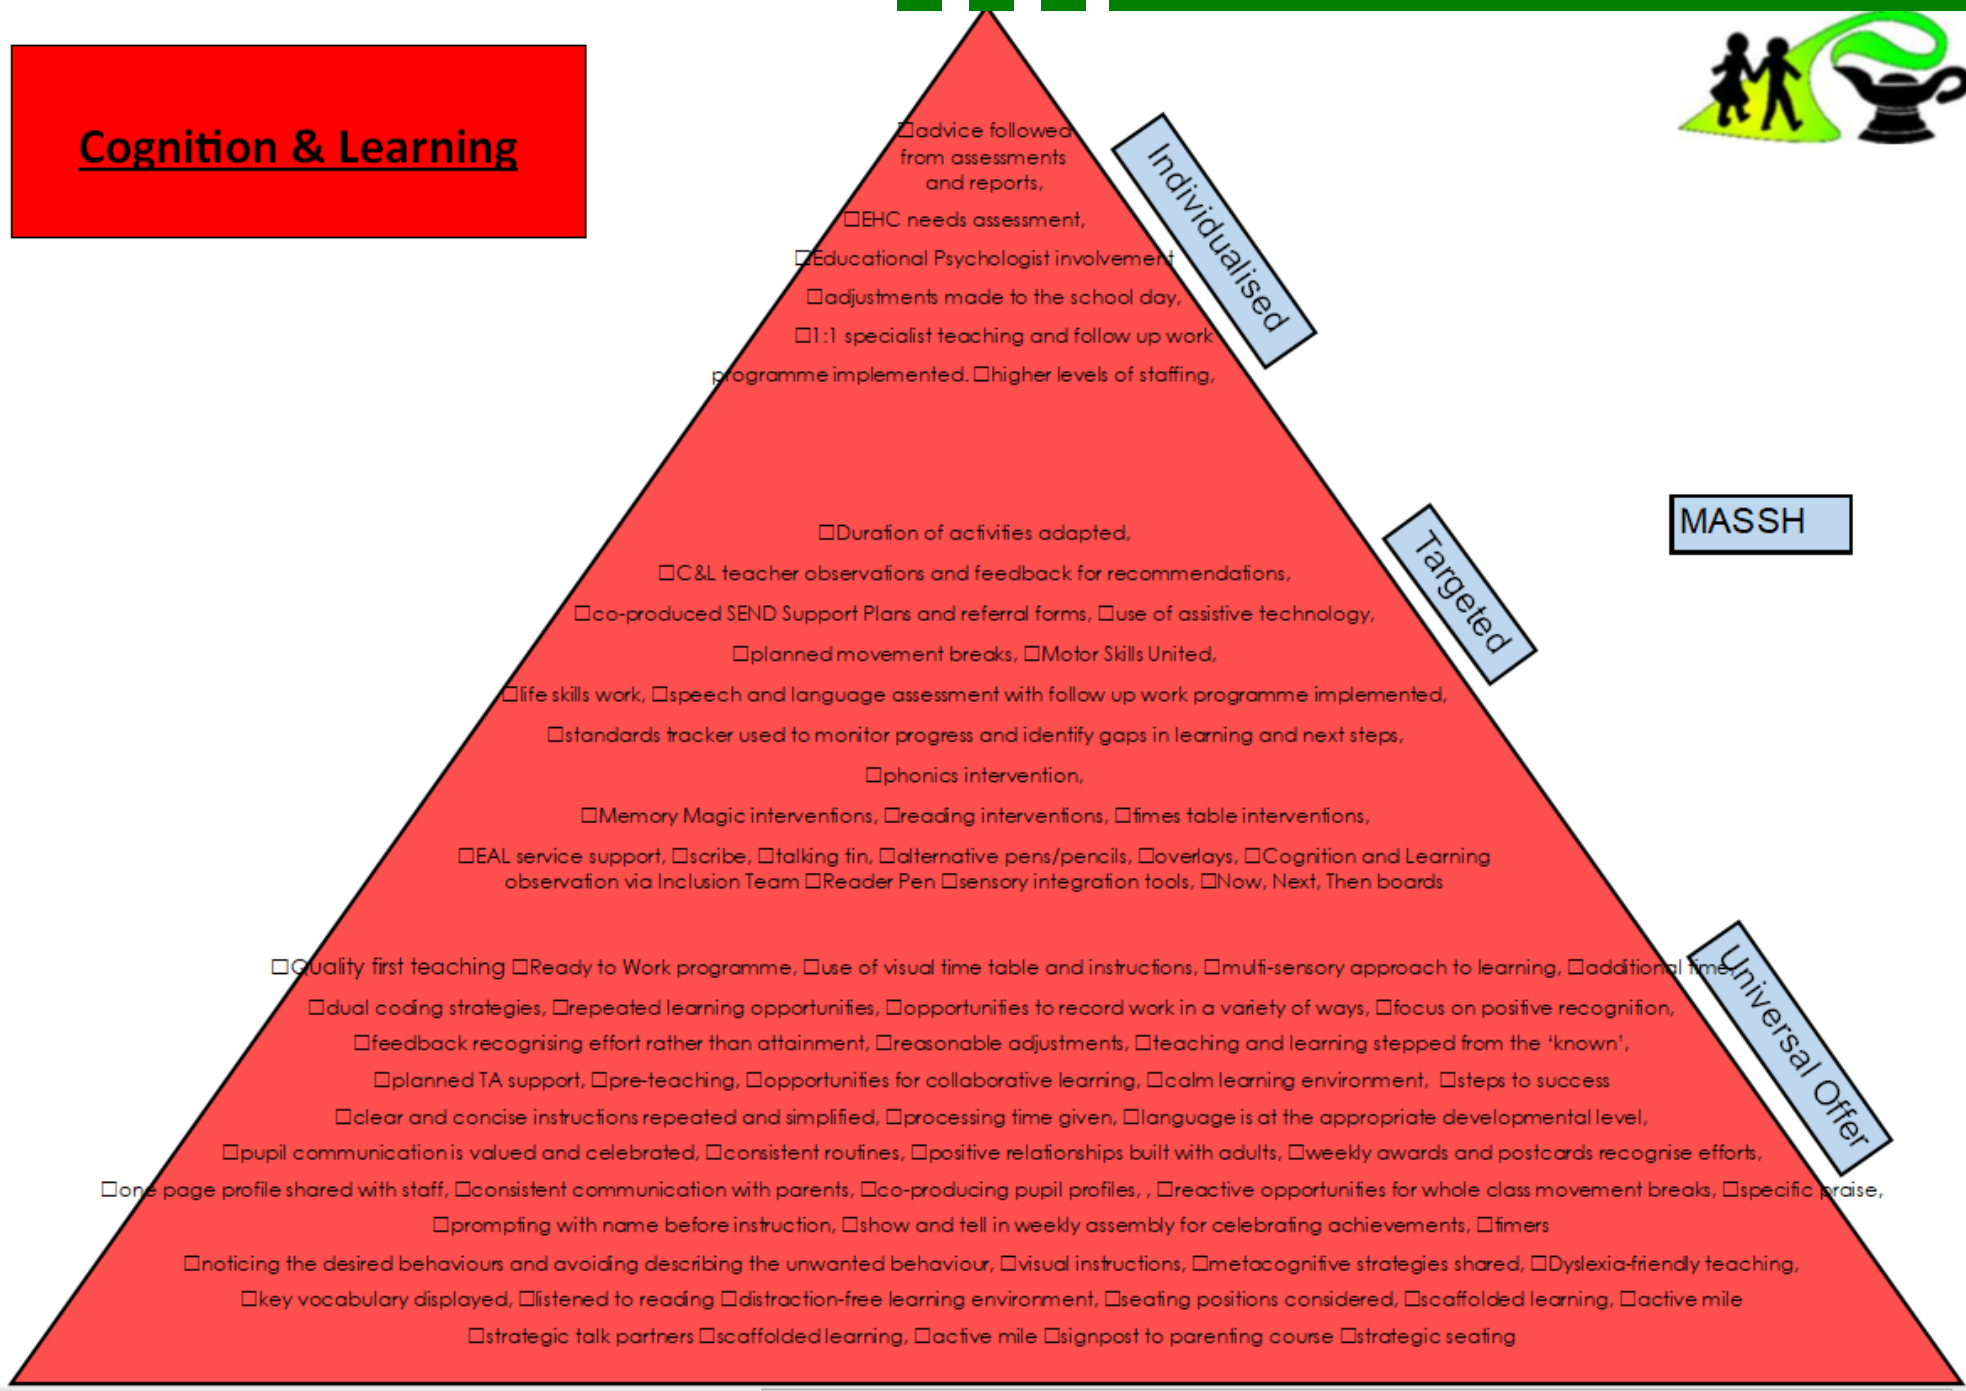 Cognition & Learning
☐advice followed
from assessments
and reports,
☐EHC needs assessment,
☐Educational Psychologist involvement
☐adjustments made to the school day,
☐1:1 specialist teaching and follow up work
programme implemented. ☐higher levels of staffing,
Individualised
☐Duration of activities adapted,
☐C&L teacher observations and feedback for recommendations,
☐co-produced SEND Support Plans and referral forms, ☐use of assistive technology,
☐planned movement breaks, ☐Motor Skills United,
☐life skills work, ☐speech and language assessment with follow up work programme implemented,
☐standards tracker used to monitor progress and identify gaps in learning and next steps,
☐phonics intervention,
☐Memory Magic interventions, ☐reading interventions, ☐times table interventions,
☐EAL service support, ☐scribe, ☐talking tin, ☐alternative pens/pencils, ☐overlays, ☐Cognition and Learning
observation via Inclusion Team ☐Reader Pen ☐sensory integration tools, ☐Now, Next, Then boards
Targeted
MASSH
☐Quality first teaching ☐Ready to Work programme, ☐use of visual time table and instructions, ☐multi-sensory approach to learning, ☐additional time,
☐dual coding strategies, ☐repeated learning opportunities, ☐opportunities to record work in a variety of ways, ☐focus on positive recognition,
☐feedback recognising effort rather than attainment, ☐reasonable adjustments, ☐teaching and learning stepped from the ‘known’,
☐planned TA support, ☐pre-teaching, ☐opportunities for collaborative learning, ☐calm learning environment, ☐steps to success
☐clear and concise instructions repeated and simplified, ☐processing time given, ☐language is at the appropriate developmental level,
☐pupil communication is valued and celebrated, ☐consistent routines, ☐positive relationships built with adults, ☐weekly awards and postcards recognise efforts,
☐one page profile shared with staff, ☐consistent communication with parents, ☐co-producing pupil profiles, , ☐reactive opportunities for whole class movement breaks, ☐specific praise,
☐prompting with name before instruction, ☐show and tell in weekly assembly for celebrating achievements, ☐timers
☐noticing the desired behaviours and avoiding describing the unwanted behaviour, ☐visual instructions, ☐metacognitive strategies shared, ☐Dyslexia-friendly teaching,
☐key vocabulary displayed, ☐listened to reading ☐distraction-free learning environment, ☐seating positions considered, ☐scaffolded learning, ☐active mile
☐strategic talk partners ☐scaffolded learning, ☐active mile ☐signpost to parenting course ☐strategic seating
Universal Offer